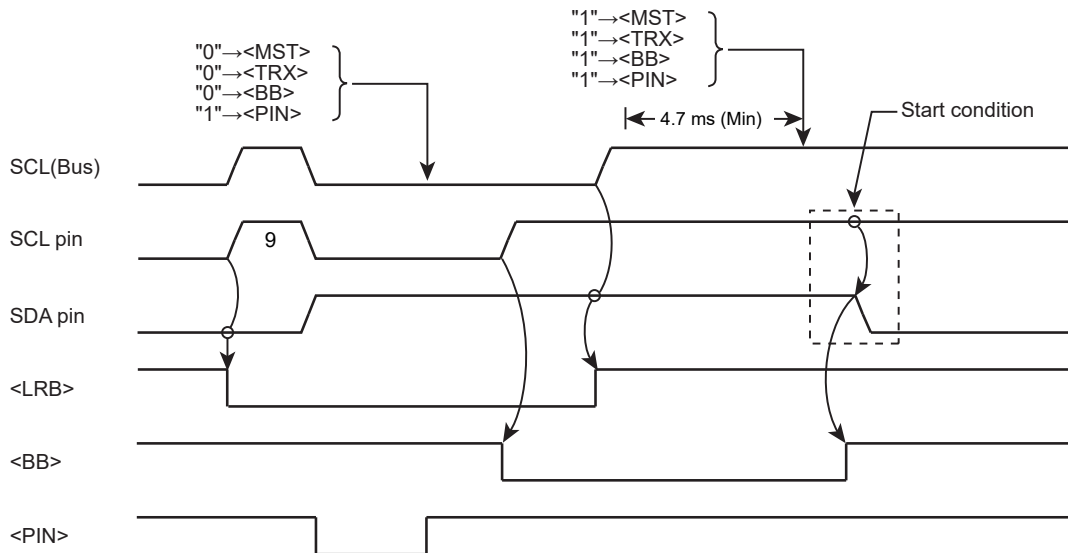 "0"→<MST>
"0"→<TRX>
"0"→<BB>
"1"→<PIN>
"1"→<MST>
"1"→<TRX>
"1"→<BB>
"1"→<PIN>
4.7 ms (Min)
Start condition
SCL(Bus)
SCL pin
9
SDA pin
<LRB>
<BB>
<PIN>